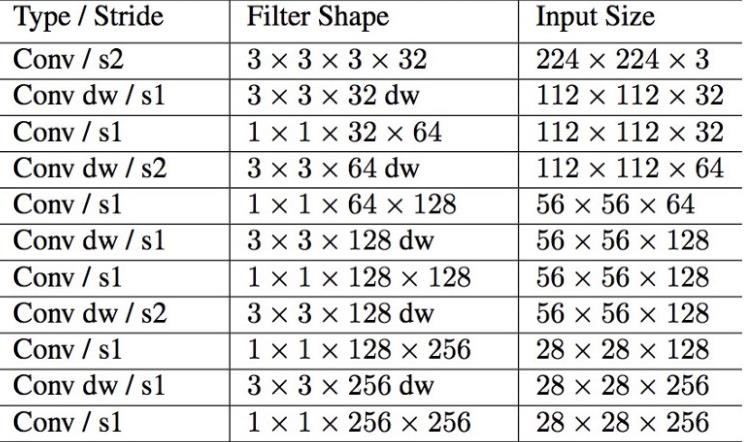 Type / Stride Filter Shape Input Size
Conv / s2 3 × 3 × 3 × 32 224 × 224 × 3
Conv dw / s1 3 × 3 × 32 dw 112 × 112 × 32
Conv / s1 1 × 1 × 32 × 64 112 × 112 × 32
Conv dw / s2 3 × 3 × 64 dw 112 × 112 × 64
Conv / s1 1 × 1 × 64 × 128 56 × 56 × 64
Conv dw / s1 3 × 3 × 128 dw 56 × 56 × 128
Conv / s1 1 × 1 × 128 × 128 56 × 56 × 128
Conv dw / s2 3 × 3 × 128 dw 56 × 56 × 128
Conv / s1 1 × 1 × 128 × 256 28 × 28 × 128
Conv dw / s1 3 × 3 × 256 dw 28 × 28 × 256
Conv / s1 1 × 1 × 256 × 256 28 × 28 × 256